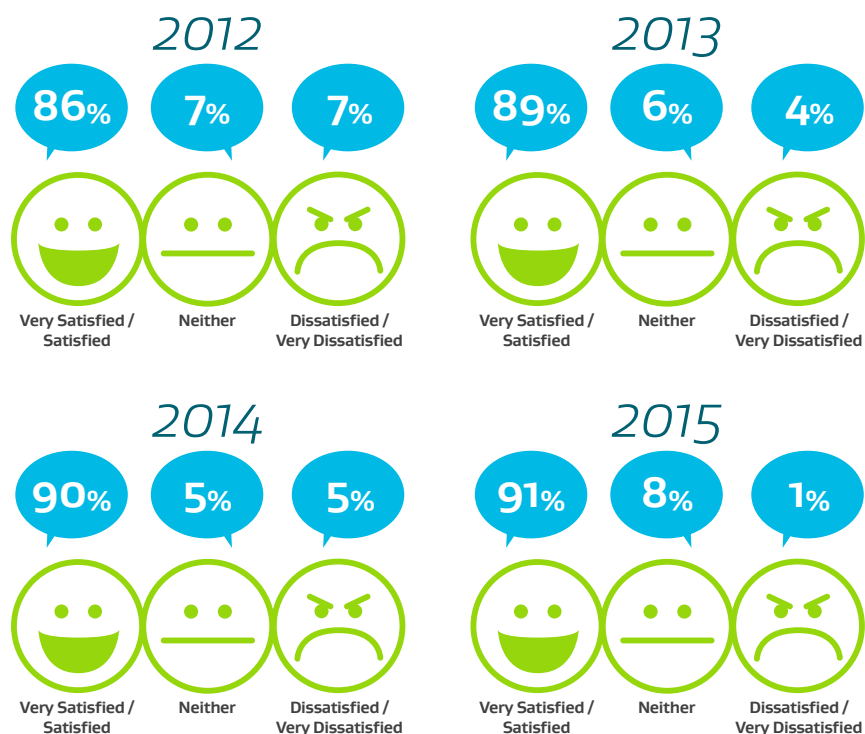 2012
2013
86% 7% 7%
89% 6% 4%
Very Satisfied /
Satisfied
Neither
Dissatisfied /
Very Dissatisfied
Very Satisfied /
Satisfied
Neither
Dissatisfied /
Very Dissatisfied
2014
2015
90% 5% 5%
91% 8% 1%
Very Satisfied /
Satisfied
Neither
Dissatisfied /
Very Dissatisfied
Very Satisfied /
Satisfied
Neither
Dissatisfied /
Very Dissatisfied